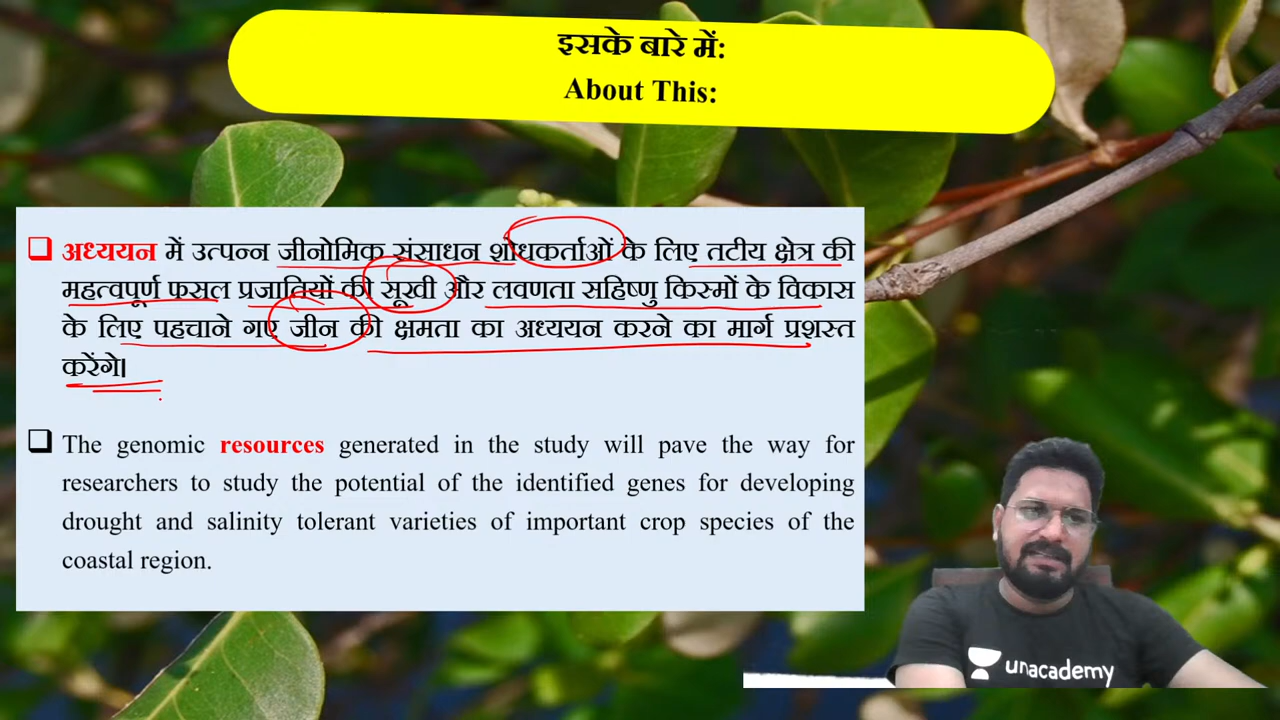 इसके बारे में:
About This:
अध्ययन में उत्पन्न जीनोमिक संसाधन शोधकर्ताओं के लिए तटीय क्षेत्र की
महत्वपूर्ण फसल प्रजातियों की सूखी और लवणता सहिष्णु किस्मों के विकास
के लिए पहचाने गए जीन की क्षमता का अध्ययन करने का मार्ग प्रशस्त
करेंगे।
The genomic resources generated in the study will pave the way for
researchers to study the potential of the identified genes for developing
drought and salinity tolerant varieties of important crop species of the
coastal region.
unacademy